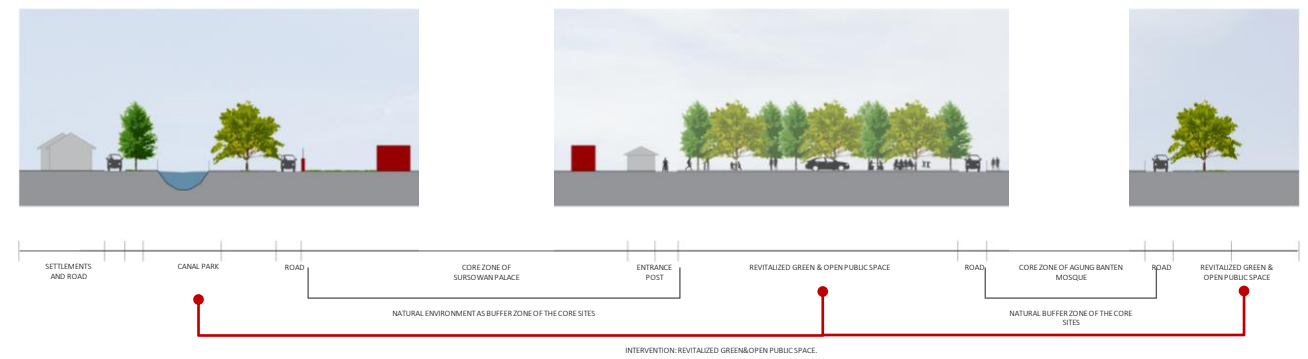 SETTLEMENTS
AND ROAD
CANAL PARK
ROAD
CORE ZONE OF
SURSOWAN PALACE
ENTRANCE
POST
REVITALIZED GREEN & OPEN PUBLIC SPACE
ROAD
CORE ZONE OF AGUNG BANTEN
MOSQUE
ROAD
REVITALIZED GREEN &
OPEN PUBLIC SPACE
NATURAL ENVIRONMENT AS BUFFER ZONE OF THE CORE SITES
NATURAL BUFFER ZONE OF THE CORE
SITES
INTERVENTION: REVITALIZED GREEN&OPEN PUBLIC SPACE.